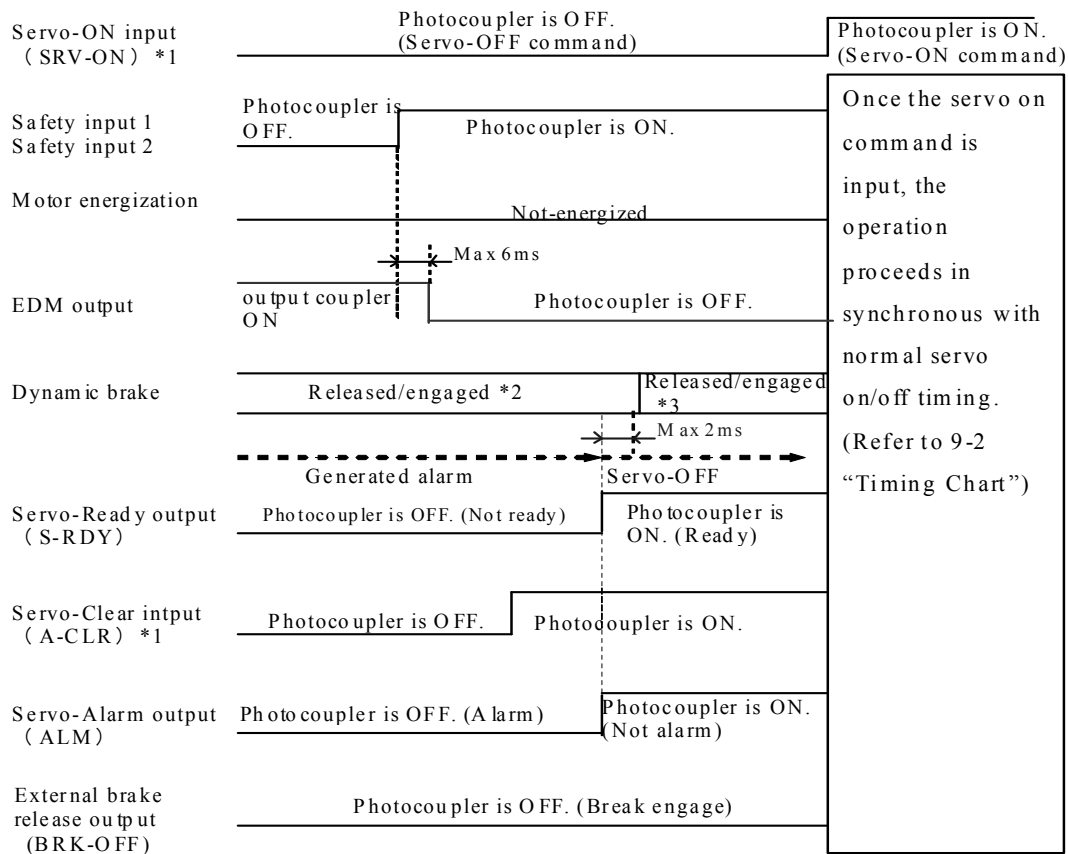 Servo-ON input
（SRV-ON）*1
Photocoupler is OFF.
(Servo-OFF command)
Photocoupler is ON.
(Servo-ON command)
Safety input 1
Safety input 2
Photocoupler is
OFF.
Photocoupler is ON.
Motor energization
Not-energized
Max 6ms
EDM output
output coupler
ON
Photocoupler is OFF.
Dynamic brake
Released/engaged *2
Released/engaged
*3
Max 2ms
Generated alarm
Servo-OFF
Servo-Ready output
（S-RDY）
Photocoupler is OFF. (Not ready)
Photocoupler is
ON. (Ready)
Servo-Clear intput
（A-CLR）*1
Photocoupler is OFF.
Photocoupler is ON.
Servo-Alarm output
（ALM）
Photocoupler is OFF. (Alarm)
Photocoupler is ON.
(Not alarm)
External brake
release output
(BRK-OFF)
Photocoupler is OFF. (Break engage)
Once the servo on
command is
input, the
operation
proceeds in
synchronous with
normal servo
on/off timing.
(Refer to 9-2
“Timing Chart”)